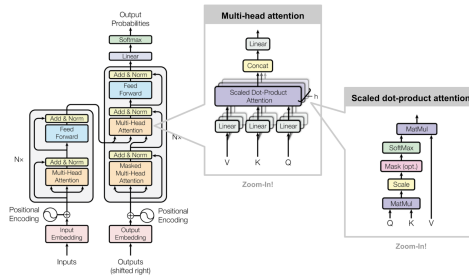 Output
Probabilities
Softmax
Linear
Add & Norm
Feed
Forward
Add & Norm
Multi-Head
Attention
Add & Norm
Masked
Multi-Head
Attention
N×
Positional
Encoding
Output
Embedding
Outputs
(shifted right)
Add & Norm
Feed
Forward
N×
Add & Norm
Multi-Head
Attention
Positional
Encoding
Input
Embedding
Inputs
Multi-head attention
Linear
Concat
Scaled Dot-Product
Attention
h
Linear
Linear
Linear
V
K
Q
Zoom-In!
Scaled dot-product attention
MatMul
SoftMax
Mask (opt.)
Scale
MatMul
Q
K
V
Zoom-In!